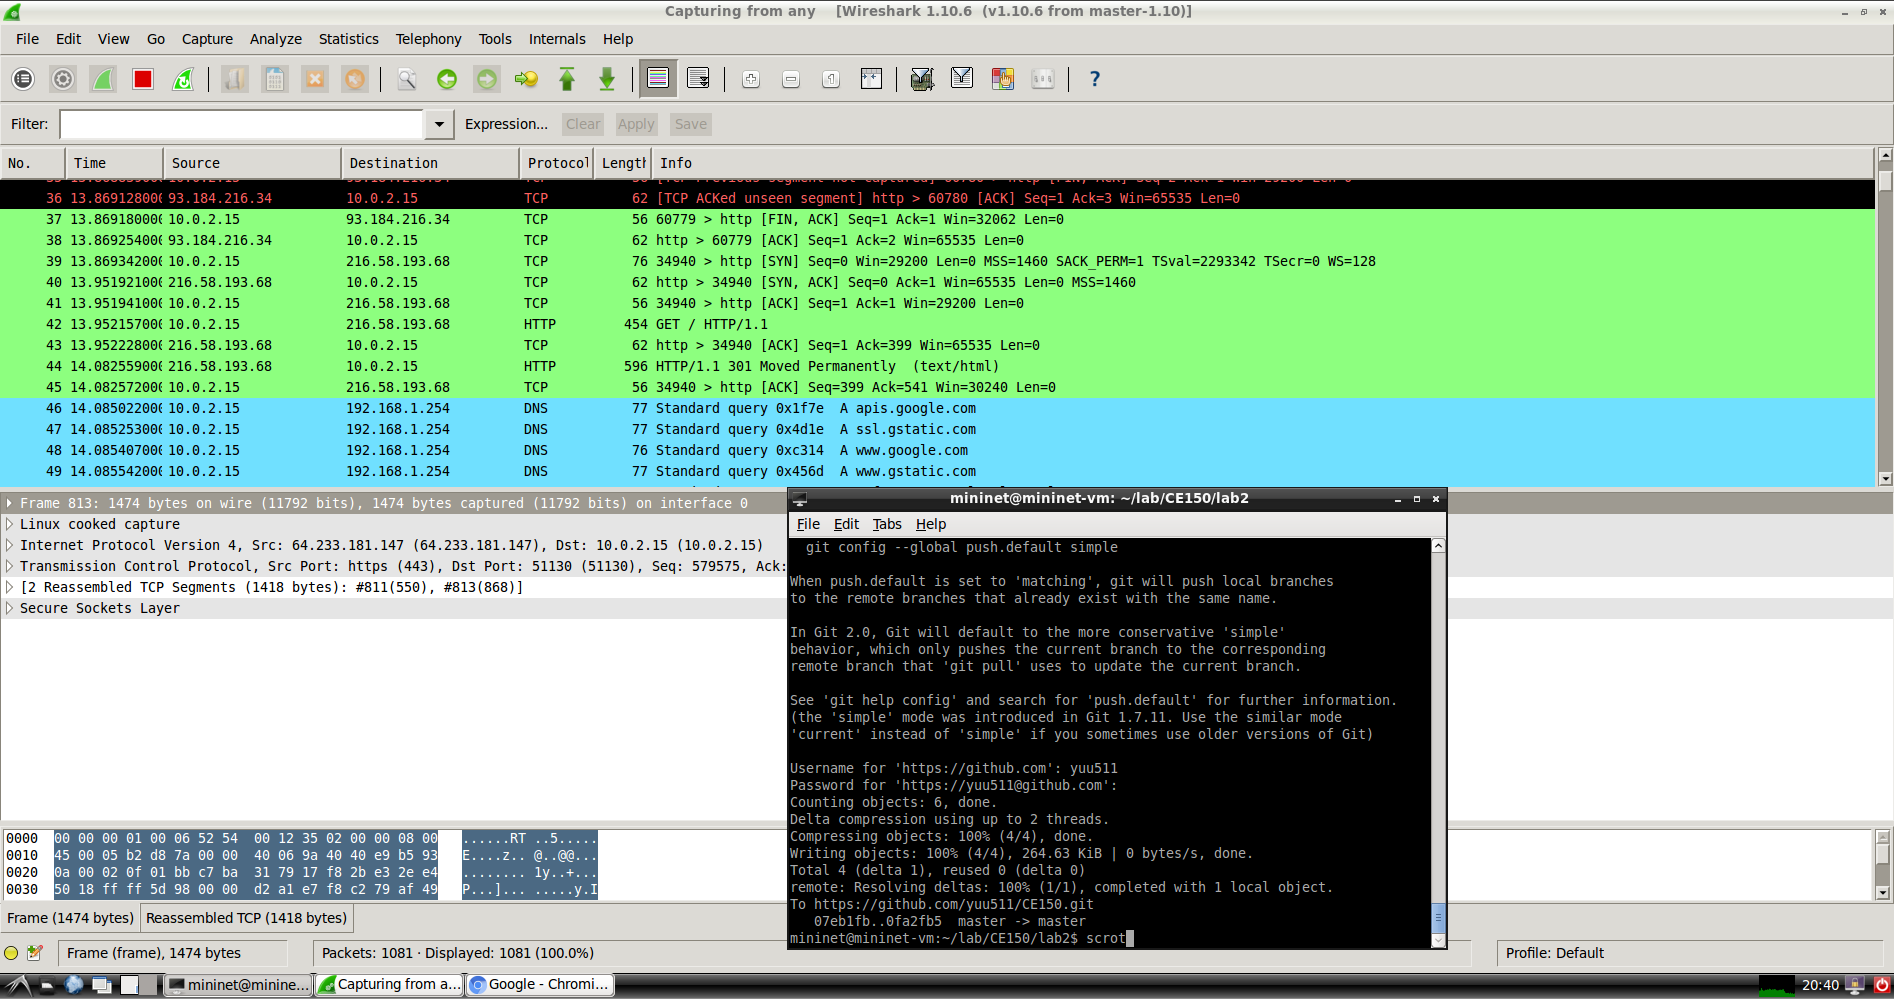 Capturing from any    [Wireshark 1.10.6  (v1.10.6 from master-1.10)]
File Edit View Go Capture Analyze Statistics Telephony Tools Internals Help
Filter: Expression... Clear Apply Save
No. Time Source Destination Protocol Length Info
36 13.869128000 93.184.216.34 10.0.2.15 TCP 62 [TCP ACKed unseen segment] http > 60780 [ACK] Seq=1 Ack=3 Win=65535 Len=0
37 13.869180000 10.0.2.15 93.184.216.34 TCP 56 60779 > http [FIN, ACK] Seq=1 Ack=1 Win=32062 Len=0
38 13.869254000 93.184.216.34 10.0.2.15 TCP 62 http > 60779 [ACK] Seq=1 Ack=2 Win=65535 Len=0
39 13.869342000 10.0.2.15 216.58.193.68 TCP 76 34940 > http [SYN] Seq=0 Win=29200 Len=0 MSS=1460 SACK_PERM=1 TSval=2293342 TSecr=0 WS=128
40 13.951921000 216.58.193.68 10.0.2.15 TCP 62 http > 34940 [SYN, ACK] Seq=0 Ack=1 Win=65535 Len=0 MSS=1460
41 13.951941000 10.0.2.15 216.58.193.68 TCP 56 34940 > http [ACK] Seq=1 Ack=1 Win=29200 Len=0
42 13.952157000 10.0.2.15 216.58.193.68 HTTP 454 GET / HTTP/1.1
43 13.952228000 216.58.193.68 10.0.2.15 TCP 62 http > 34940 [ACK] Seq=1 Ack=399 Win=65535 Len=0
44 14.082559000 216.58.193.68 10.0.2.15 HTTP 596 HTTP/1.1 301 Moved Permanently  (text/html)
45 14.082572000 10.0.2.15 216.58.193.68 TCP 56 34940 > http [ACK] Seq=399 Ack=541 Win=30240 Len=0
46 14.085022000 10.0.2.15 192.168.1.254 DNS 77 Standard query 0x1f7e  A apis.google.com
47 14.085253000 10.0.2.15 192.168.1.254 DNS 77 Standard query 0x4d1e  A ssl.gstatic.com
48 14.085407000 10.0.2.15 192.168.1.254 DNS 76 Standard query 0xc314  A www.google.com
49 14.085542000 10.0.2.15 192.168.1.254 DNS 77 Standard query 0x456d  A www.gstatic.com
Frame 813: 1474 bytes on wire (11792 bits), 1474 bytes captured (11792 bits) on interface 0
Linux cooked capture
Internet Protocol Version 4, Src: 64.233.181.147 (64.233.181.147), Dst: 10.0.2.15 (10.0.2.15)
Transmission Control Protocol, Src Port: https (443), Dst Port: 51130 (51130), Seq: 579575, Ack:
[2 Reassembled TCP Segments (1418 bytes): #811(550), #813(868)]
Secure Sockets Layer
mininet@mininet-vm: ~/lab/CE150/lab2
File Edit Tabs Help
git config --global push.default simple
When push.default is set to 'matching', git will push local branches
to the remote branches that already exist with the same name.
In Git 2.0, Git will default to the more conservative 'simple'
behavior, which only pushes the current branch to the corresponding
remote branch that 'git pull' uses to update the current branch.
See 'git help config' and search for 'push.default' for further information.
(the 'simple' mode was introduced in Git 1.7.11. Use the similar mode
'current' instead of 'simple' if you sometimes use older versions of Git)
Username for 'https://github.com': yuu511
Password for 'https://yuu511@github.com':
Counting objects: 6, done.
Delta compression using up to 2 threads.
Compressing objects: 100% (4/4), done.
Writing objects: 100% (4/4), 264.63 KiB | 0 bytes/s, done.
Total 4 (delta 1), reused 0 (delta 0)
remote: Resolving deltas: 100% (1/1), completed with 1 local object.
To https://github.com/yuu511/CE150.git
07eb1fb..0fa2fb5  master -> master
mininet@mininet-vm:~/lab/CE150/lab2$ scrot
0000 00 00 00 01 00 06 52 54  00 12 35 02 00 00 08 00 ......RT ..5.....
0010 45 00 05 b2 d8 7a 00 00  40 06 9a 40 40 e9 b5 93 E....z.. @..@@...
0020 0a 00 02 0f 01 bb c7 ba  31 79 17 f8 2b e3 2e e4 ........ 1y..+...
0030 50 18 ff ff 5d 98 00 00  d2 a1 e7 f8 c2 79 af 49 P...]... .....y.I
Frame (1474 bytes) Reassembled TCP (1418 bytes)
Frame (frame), 1474 bytes Packets: 1081 · Displayed: 1081 (100.0%) Profile: Default
mininet@minine... Capturing from a... Google - Chromi... 20:40